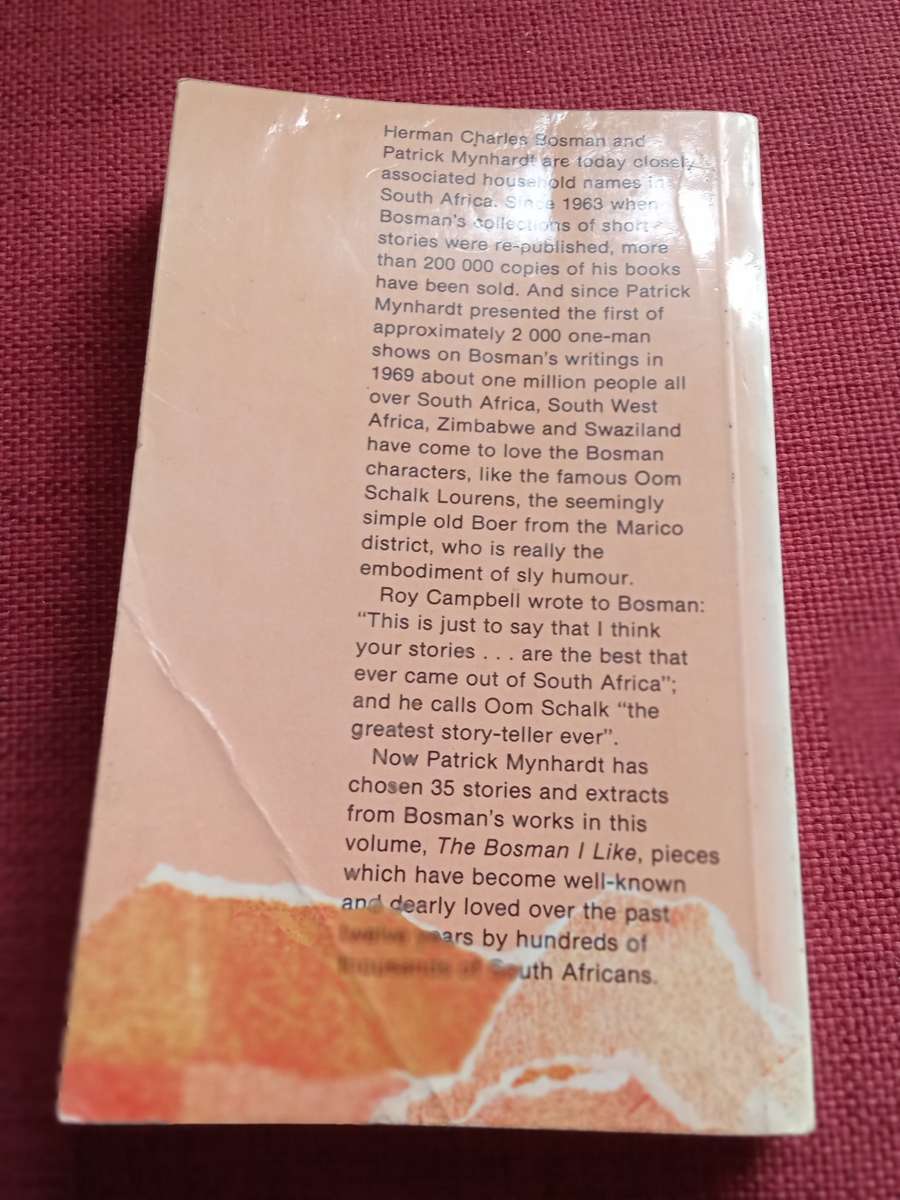 Herman Charles Bosman and
Patrick Mynhardt are today closely
associated household names in
South Africa. Since 1963 when
Bosman's collections of short
stories were re-published, more
than 200 000 copies of his books
have been sold. And since Patrick
Mynhardt presented the first of
approximately 2 000 one-man
shows on Bosman's writings in
1969 about one million people all
over South Africa, South West
Africa, Zimbabwe and Swaziland
have come to love the Bosman
characters, like the famous Oom
Schalk Lourens, the seemingly
simple old Boer from the Marico
district, who is really the
embodiment of sly humour.
Roy Campbell wrote to Bosman:
"This is just to say that I think
your stories . . . are the best that
ever came out of South Africa";
and he calls Oom Schalk "the
greatest story-teller ever".
Now Patrick Mynhardt has
chosen 35 stories and extracts
from Bosman's works in this
volume, The Bosman I Like, pieces
which have become well-known
and dearly loved over the past
twelve years by hundreds of
thousands of South Africans.